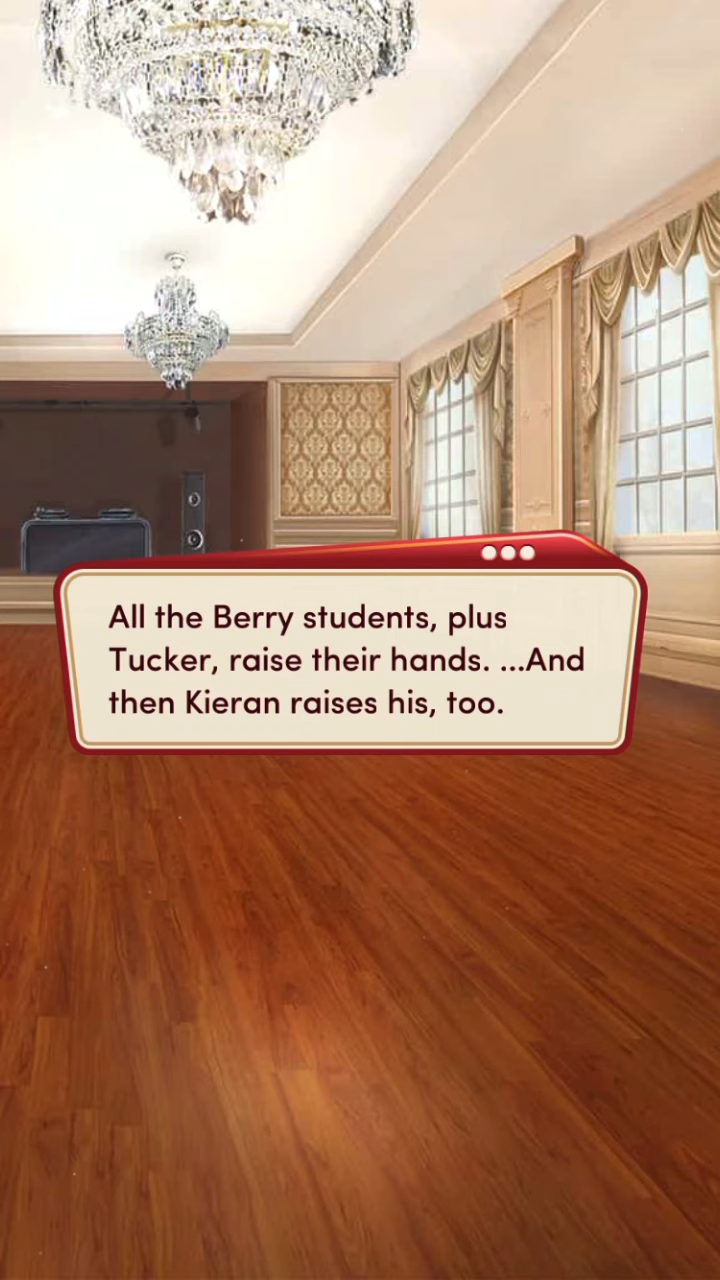 All the Berry students, plus
Tucker, raise their hands. ...And
then Kieran raises his, too.